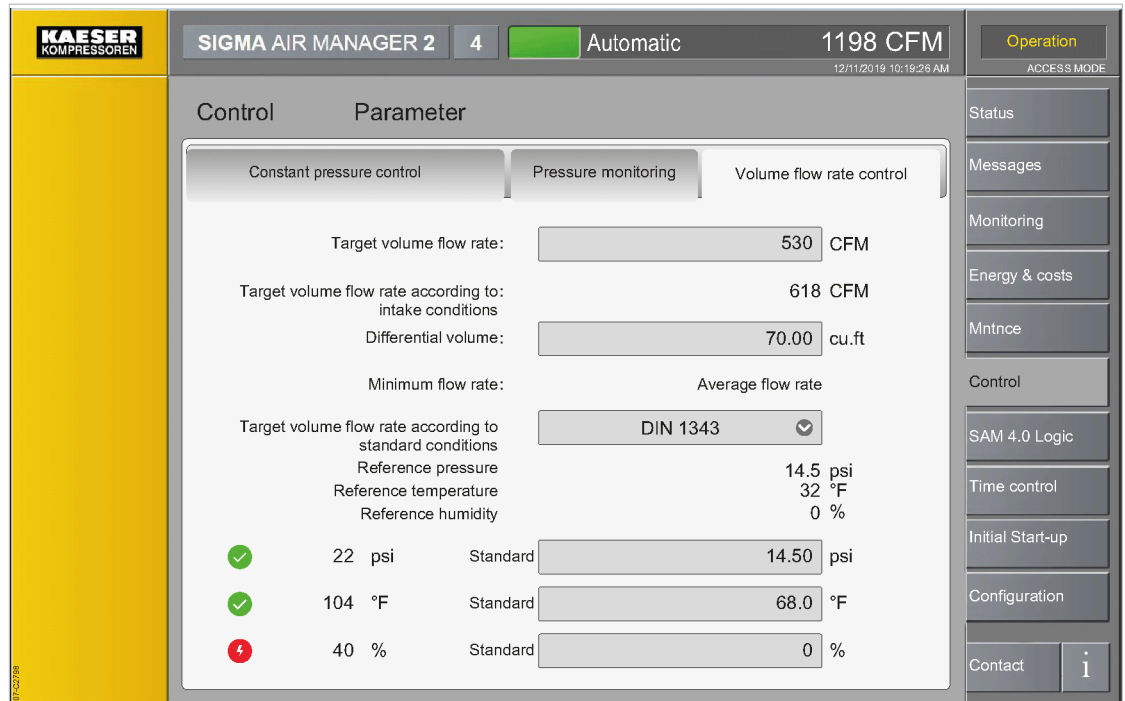 KAESER
KOMPRESSOREN
SIGMA AIR MANAGER 2
4
Automatic
1198 CFM
12/11/2019 10:19:26 AM
Operation
ACCESS MODE
Control Parameter
Constant pressure control
Pressure monitoring
Volume flow rate control
Target volume flow rate: 530 CFM
Target volume flow rate according to: 618 CFM
intake conditions
Differential volume: 70.00 cu.ft
Minimum flow rate: Average flow rate
Target volume flow rate according to DIN 1343
standard conditions
Reference pressure 14.5 psi
Reference temperature 32 °F
Reference humidity 0 %
22 psi Standard 14.50 psi
104 °F Standard 68.0 °F
40 % Standard 0 %
Status
Messages
Monitoring
Energy & costs
Mntnce
Control
SAM 4.0 Logic
Time control
Initial Start-up
Configuration
Contact
i
07-C2798